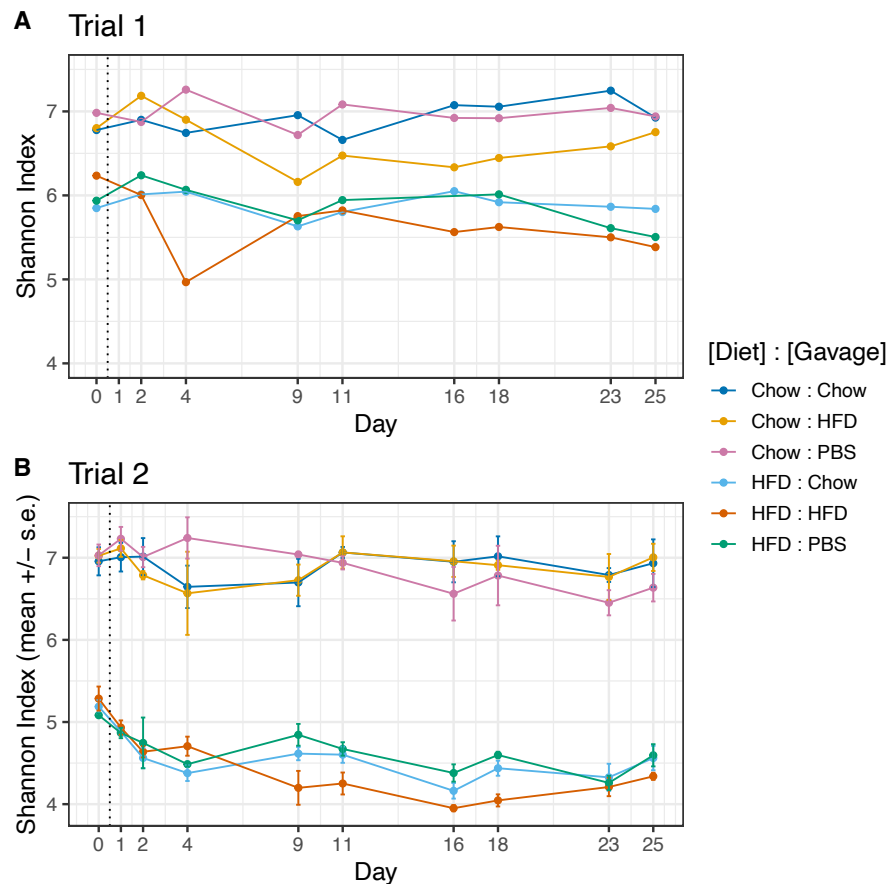 A Trial 1
7
6
5
4
Shannon Index
0 1 2 4 9 11 16 18 23 25
Day
[Diet] : [Gavage]
Chow : Chow
Chow : HFD
Chow : PBS
HFD : Chow
HFD : HFD
HFD : PBS
B Trial 2
7
6
5
4
Shannon Index (mean +/− s.e.)
0 1 2 4 9 11 16 18 23 25
Day